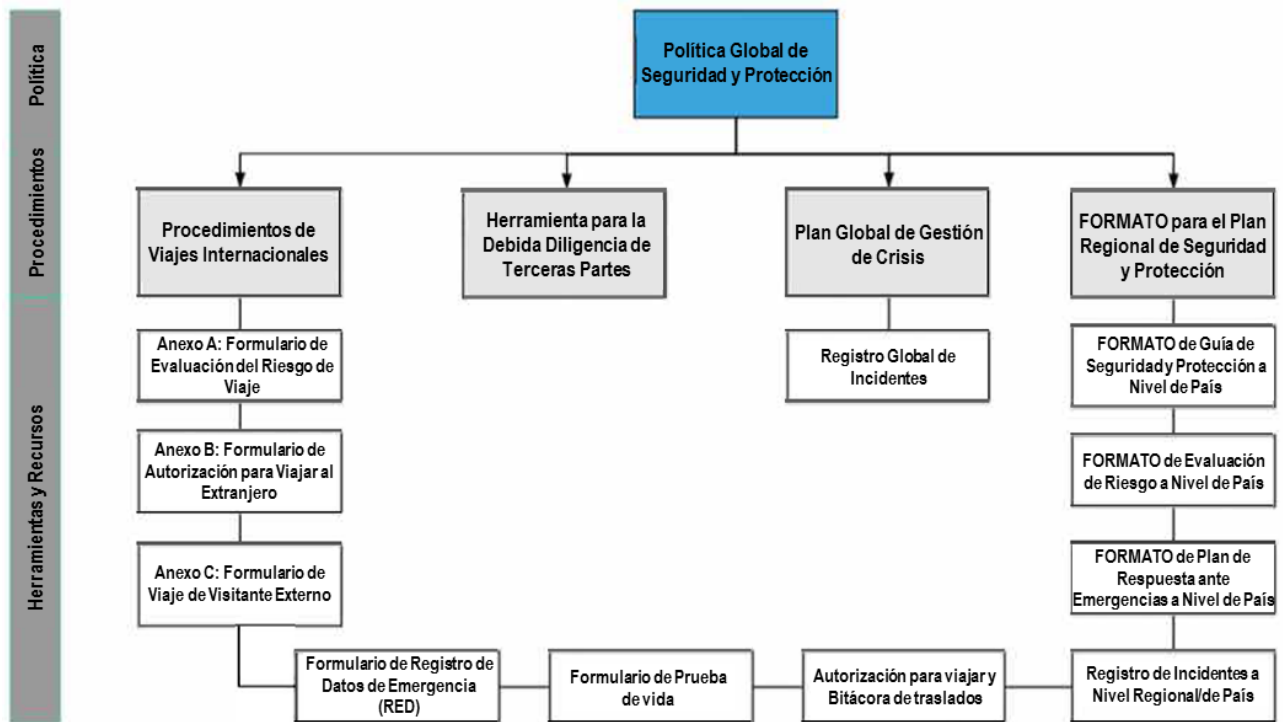 Política
Política Global de
Seguridad y Protección
Procedimientos
Procedimientos de
Viajes Internacionales
Herramienta para la
Debida Diligencia de
Terceras Partes
Plan Global de Gestión
de Crisis
FORMATO para el Plan
Regional de Seguridad
y Protección
Herramientas y Recursos
Anexo A: Formulario de
Evaluación del Riesgo de
Viaje
Registro Global de
Incidentes
FORMATO de Guía de
Seguridad y Protección a
Nivel de País
Anexo B: Formulario de
Autorización para Viajar al
Extranjero
FORMATO de Evaluación
de Riesgo a Nivel de País
Anexo C: Formulario de
Viaje de Visitante Externo
FORMATO de Plan de
Respuesta ante
Emergencias a Nivel de País
Formulario de Registro de
Datos de Emergencia
(RED)
Formulario de Prueba
de vida
Autorización para viajar y
Bitácora de traslados
Registro de Incidentes a
Nivel Regional/de País